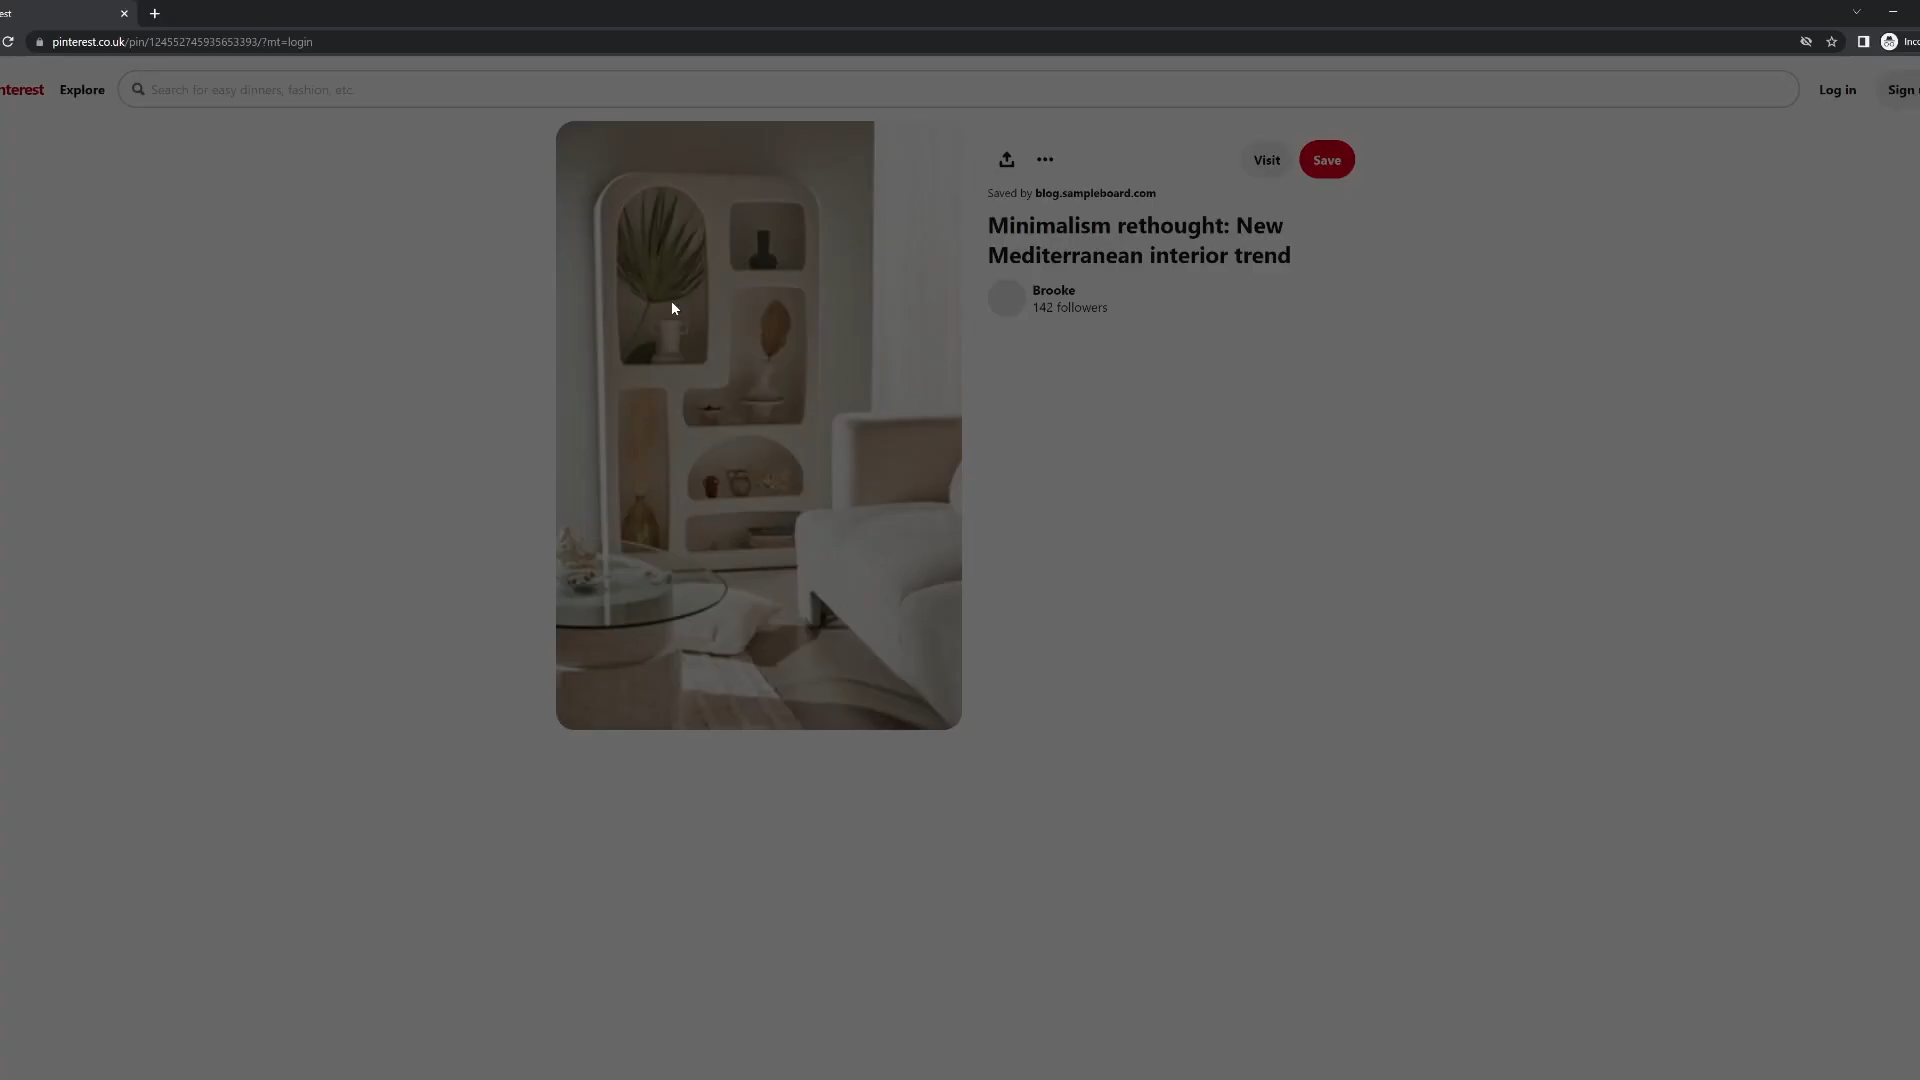 est
pinterest.co.uk/pin/124552745935653393/?mt=login
Inco
nterest
Explore
Search for easy dinners, fashion, etc.
Log in
Sign
Visit
Save
Saved by blog.sampleboard.com
Minimalism rethought: New
Mediterranean interior trend
Brooke
142 followers